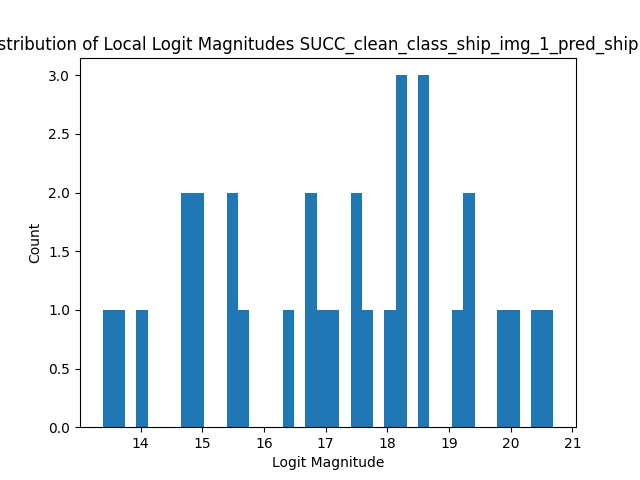 stribution of Local Logit Magnitudes SUCC_clean_class_ship_img_1_pred_ship
3.0
2.5
2.0
1.5
1.0
0.5
0.0
Count
14 15 16 17 18 19 20 21
Logit Magnitude